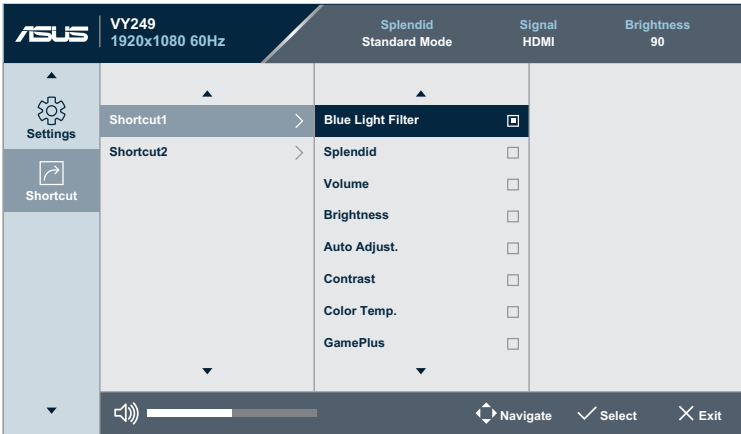 ASUS
VY249
1920x1080 60Hz
Splendid
Standard Mode
Signal
HDMI
Brightness
90
Settings
Shortcut
Shortcut1
Shortcut2
Blue Light Filter
Splendid
Volume
Brightness
Auto Adjust.
Contrast
Color Temp.
GamePlus
Navigate
Select
Exit